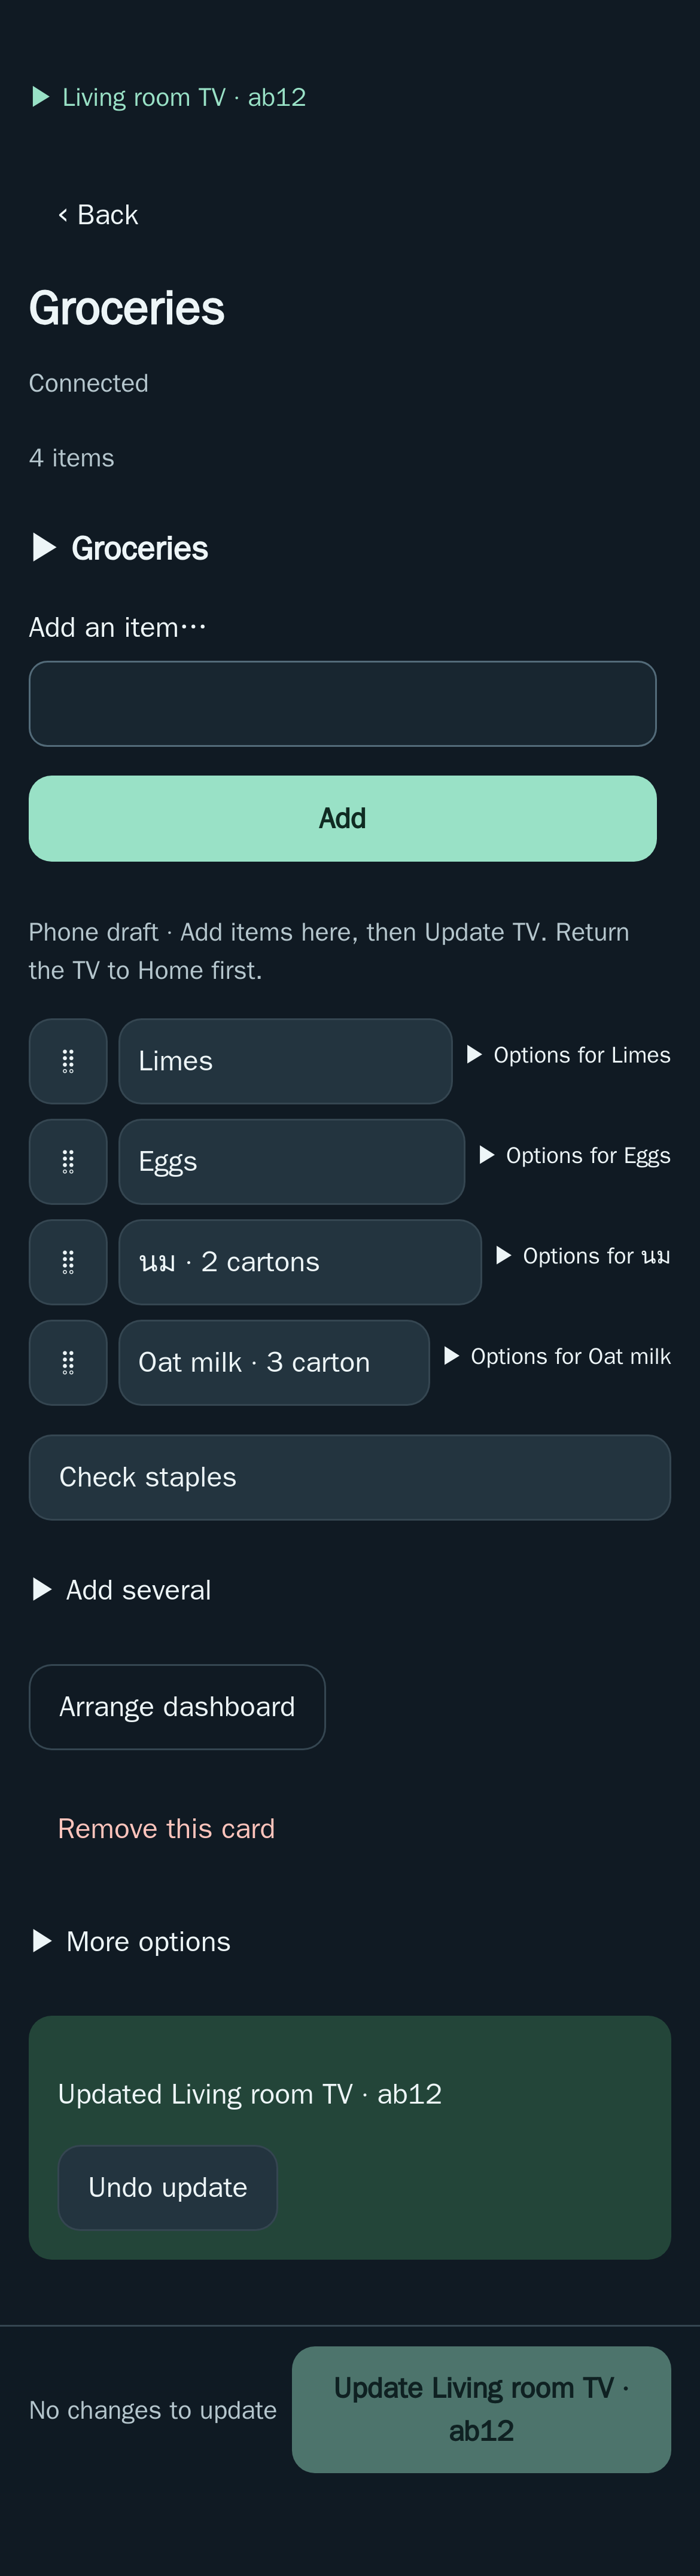 ▶ Living room TV · ab12
‹ Back
Groceries
Connected
4 items
▶ Groceries
Add an item…
Add
Phone draft · Add items here, then Update TV. Return
the TV to Home first.
⣿ Limes ▶ Options for Limes
⣿ Eggs ▶ Options for Eggs
⣿ นม · 2 cartons ▶ Options for นม
⣿ Oat milk · 3 carton ▶ Options for Oat milk
Check staples
▶ Add several
Arrange dashboard
Remove this card
▶ More options
Updated Living room TV · ab12
Undo update
No changes to update
Update Living room TV ·
ab12